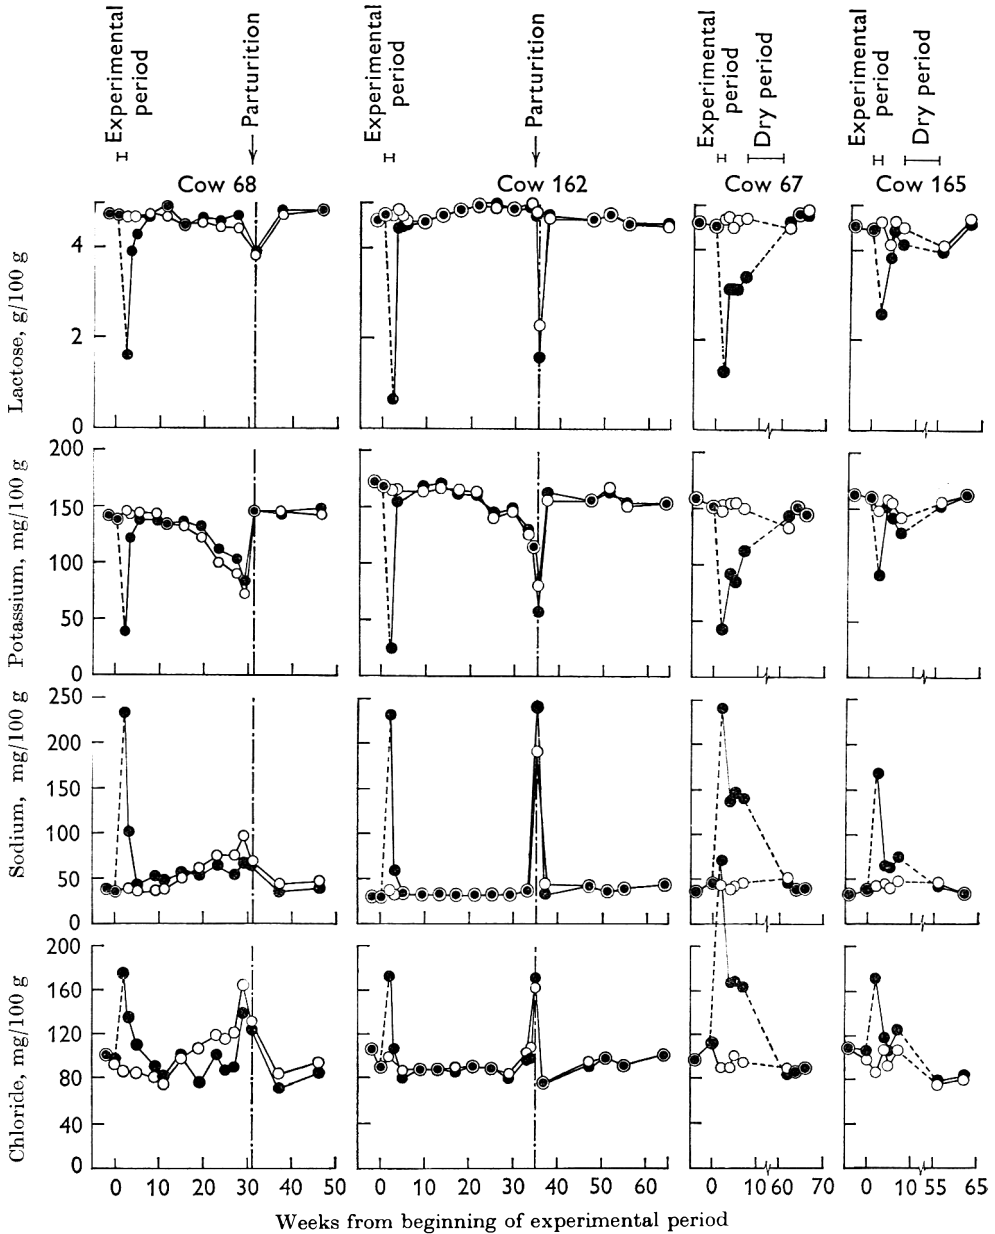 Experimental
period
Parturition
Experimental
period
Parturition
Experimental
period
Dry period
Experimental
period
Dry period
Cow 68
Cow 162
Cow 67
Cow 165
Lactose, g/100 g
4
2
0
Potassium, mg/100 g
200
150
100
50
0
Sodium, mg/100 g
250
200
150
100
50
0
Chloride, mg/100 g
200
160
120
80
40
0
0 10 20 30 40 50
0 10 20 30 40 50 60
0 10 60 70
0 10 55 65
Weeks from beginning of experimental period